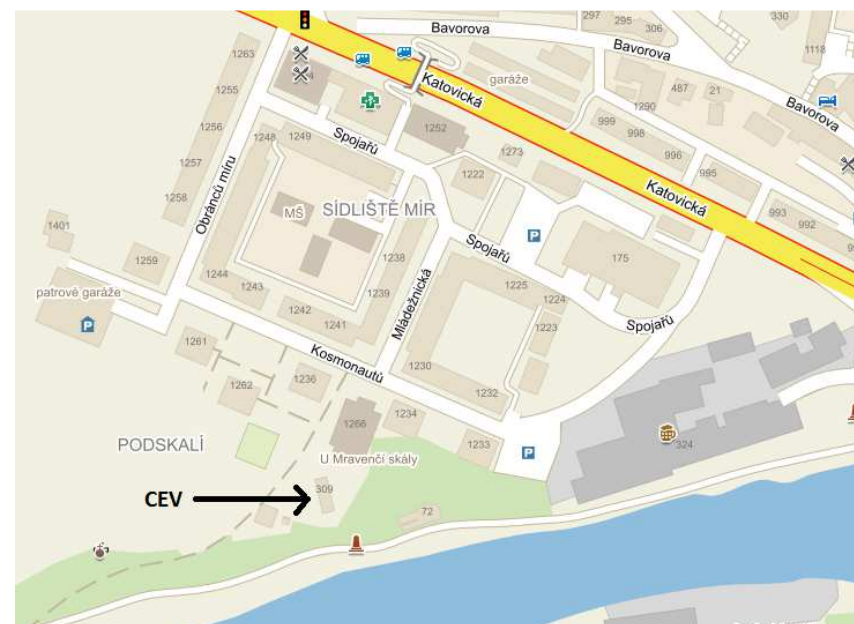 Bavorova
297
295
306
330
1118
Bavorova
1263
garáže
Katovická
487
21
1290
Bavorova
1255
1256
1248
1249
Spojařů
1252
999
998
1273
996
995
1257
1258
1222
Katovická
Obránců míru
MŠ
SÍDLIŠTĚ MÍR
993
992
1401
P
1238
Spojařů
1259
175
1244
1243
1239
Mládežnická
1225
1224
patrové garáže
1242
1241
1223
Spojařů
P
1261
Kosmonautů
1230
1262
1236
1232
1234
1266
PODSKALÍ
1233
P
324
U Mravenčí skály
309
CEV
72